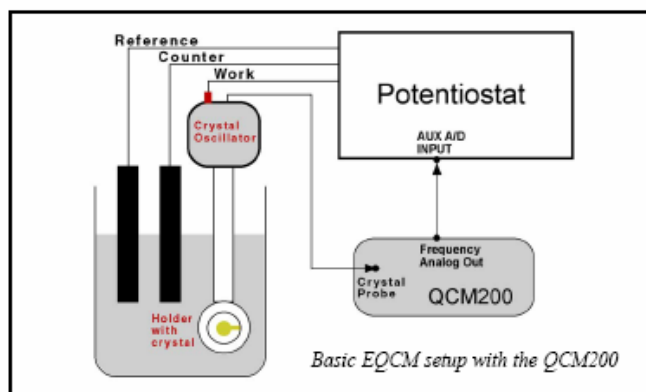 Reference
Counter
Work
Potentiostat
Crystal
Oscillator
AUX A/D
INPUT
Frequency
Analog Out
Crystal
Probe
QCM200
Holder
with
crystal
Basic EQCM setup with the QCM200